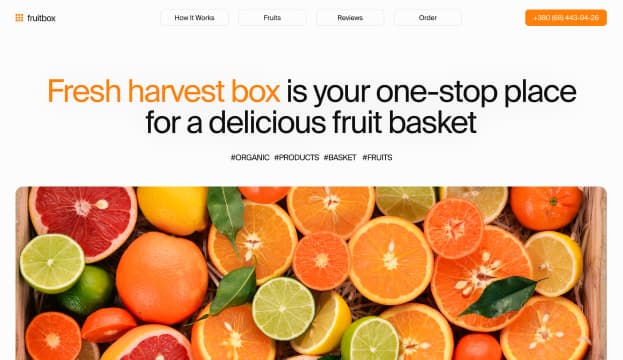 fruitbox
How It Works
Fruits
Reviews
Order
+380 (68) 443-94-26
Fresh harvest box is your one-stop place
for a delicious fruit basket
#ORGANIC #PRODUCTS #BASKET #FRUITS